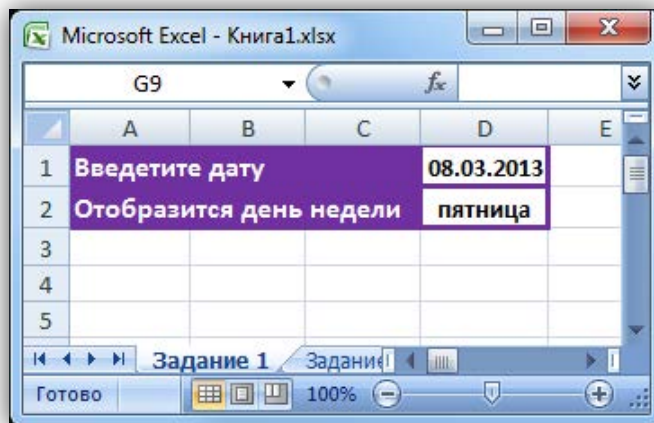 Microsoft Excel - Книга1.xlsx
G9 fx
A B C D E
1 Введетите дату 08.03.2013
2 Отобразится день недели пятница
3
4
5
Задание 1 Задание
Готово 100%